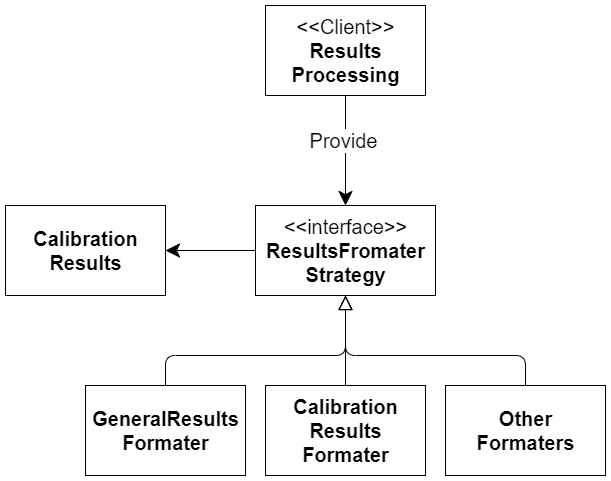 <<Client>>
Results
Processing
Provide
Calibration
Results
<<interface>>
ResultsFromater
Strategy
GeneralResults
Formater
Calibration
Results
Formater
Other
Formaters